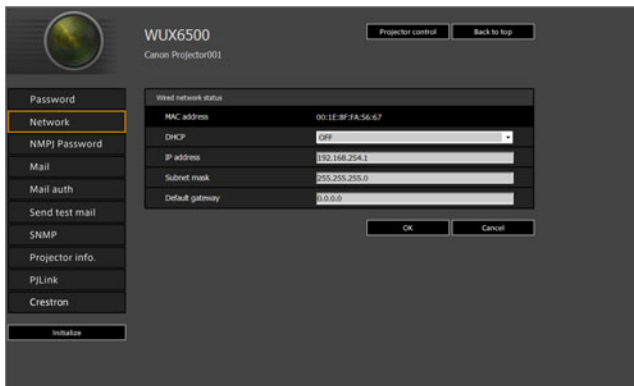 WUX6500
Projector control
Back to top
Canon Projector001
Password
Network
NMPJ Password
Mail
Mail auth
Send test mail
SNMP
Projector info.
PJLink
Crestron
Initialize
Wired network status
MAC address 00:1E:8F:FA:56:67
DHCP OFF
IP address 192.168.254.1
Subnet mask 255.255.255.0
Default gateway 0.0.0.0
OK
Cancel